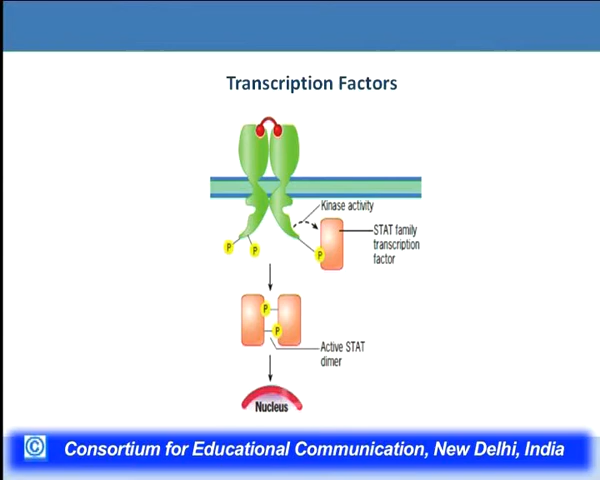 Transcription Factors
Kinase activity
STAT family
transcription
factor
P
P
P
P
P
Active STAT
dimer
Nucleus
© Consortium for Educational Communication, New Delhi, India